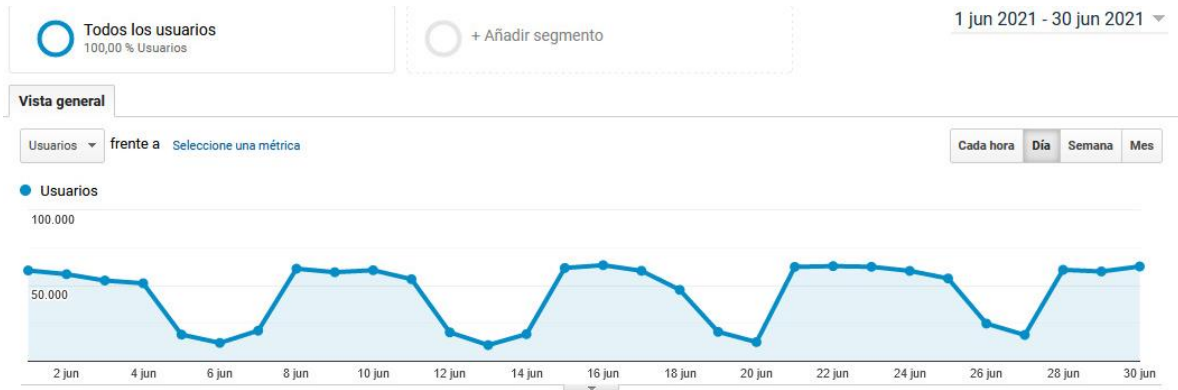 Todos los usuarios
100,00 % Usuarios
+ Añadir segmento
1 jun 2021 - 30 jun 2021
Vista general
Usuarios frente a Seleccione una métrica
Cada hora Día Semana Mes
Usuarios
100.000
50.000
2 jun 4 jun 6 jun 8 jun 10 jun 12 jun 14 jun 16 jun 18 jun 20 jun 22 jun 24 jun 26 jun 28 jun 30 jun